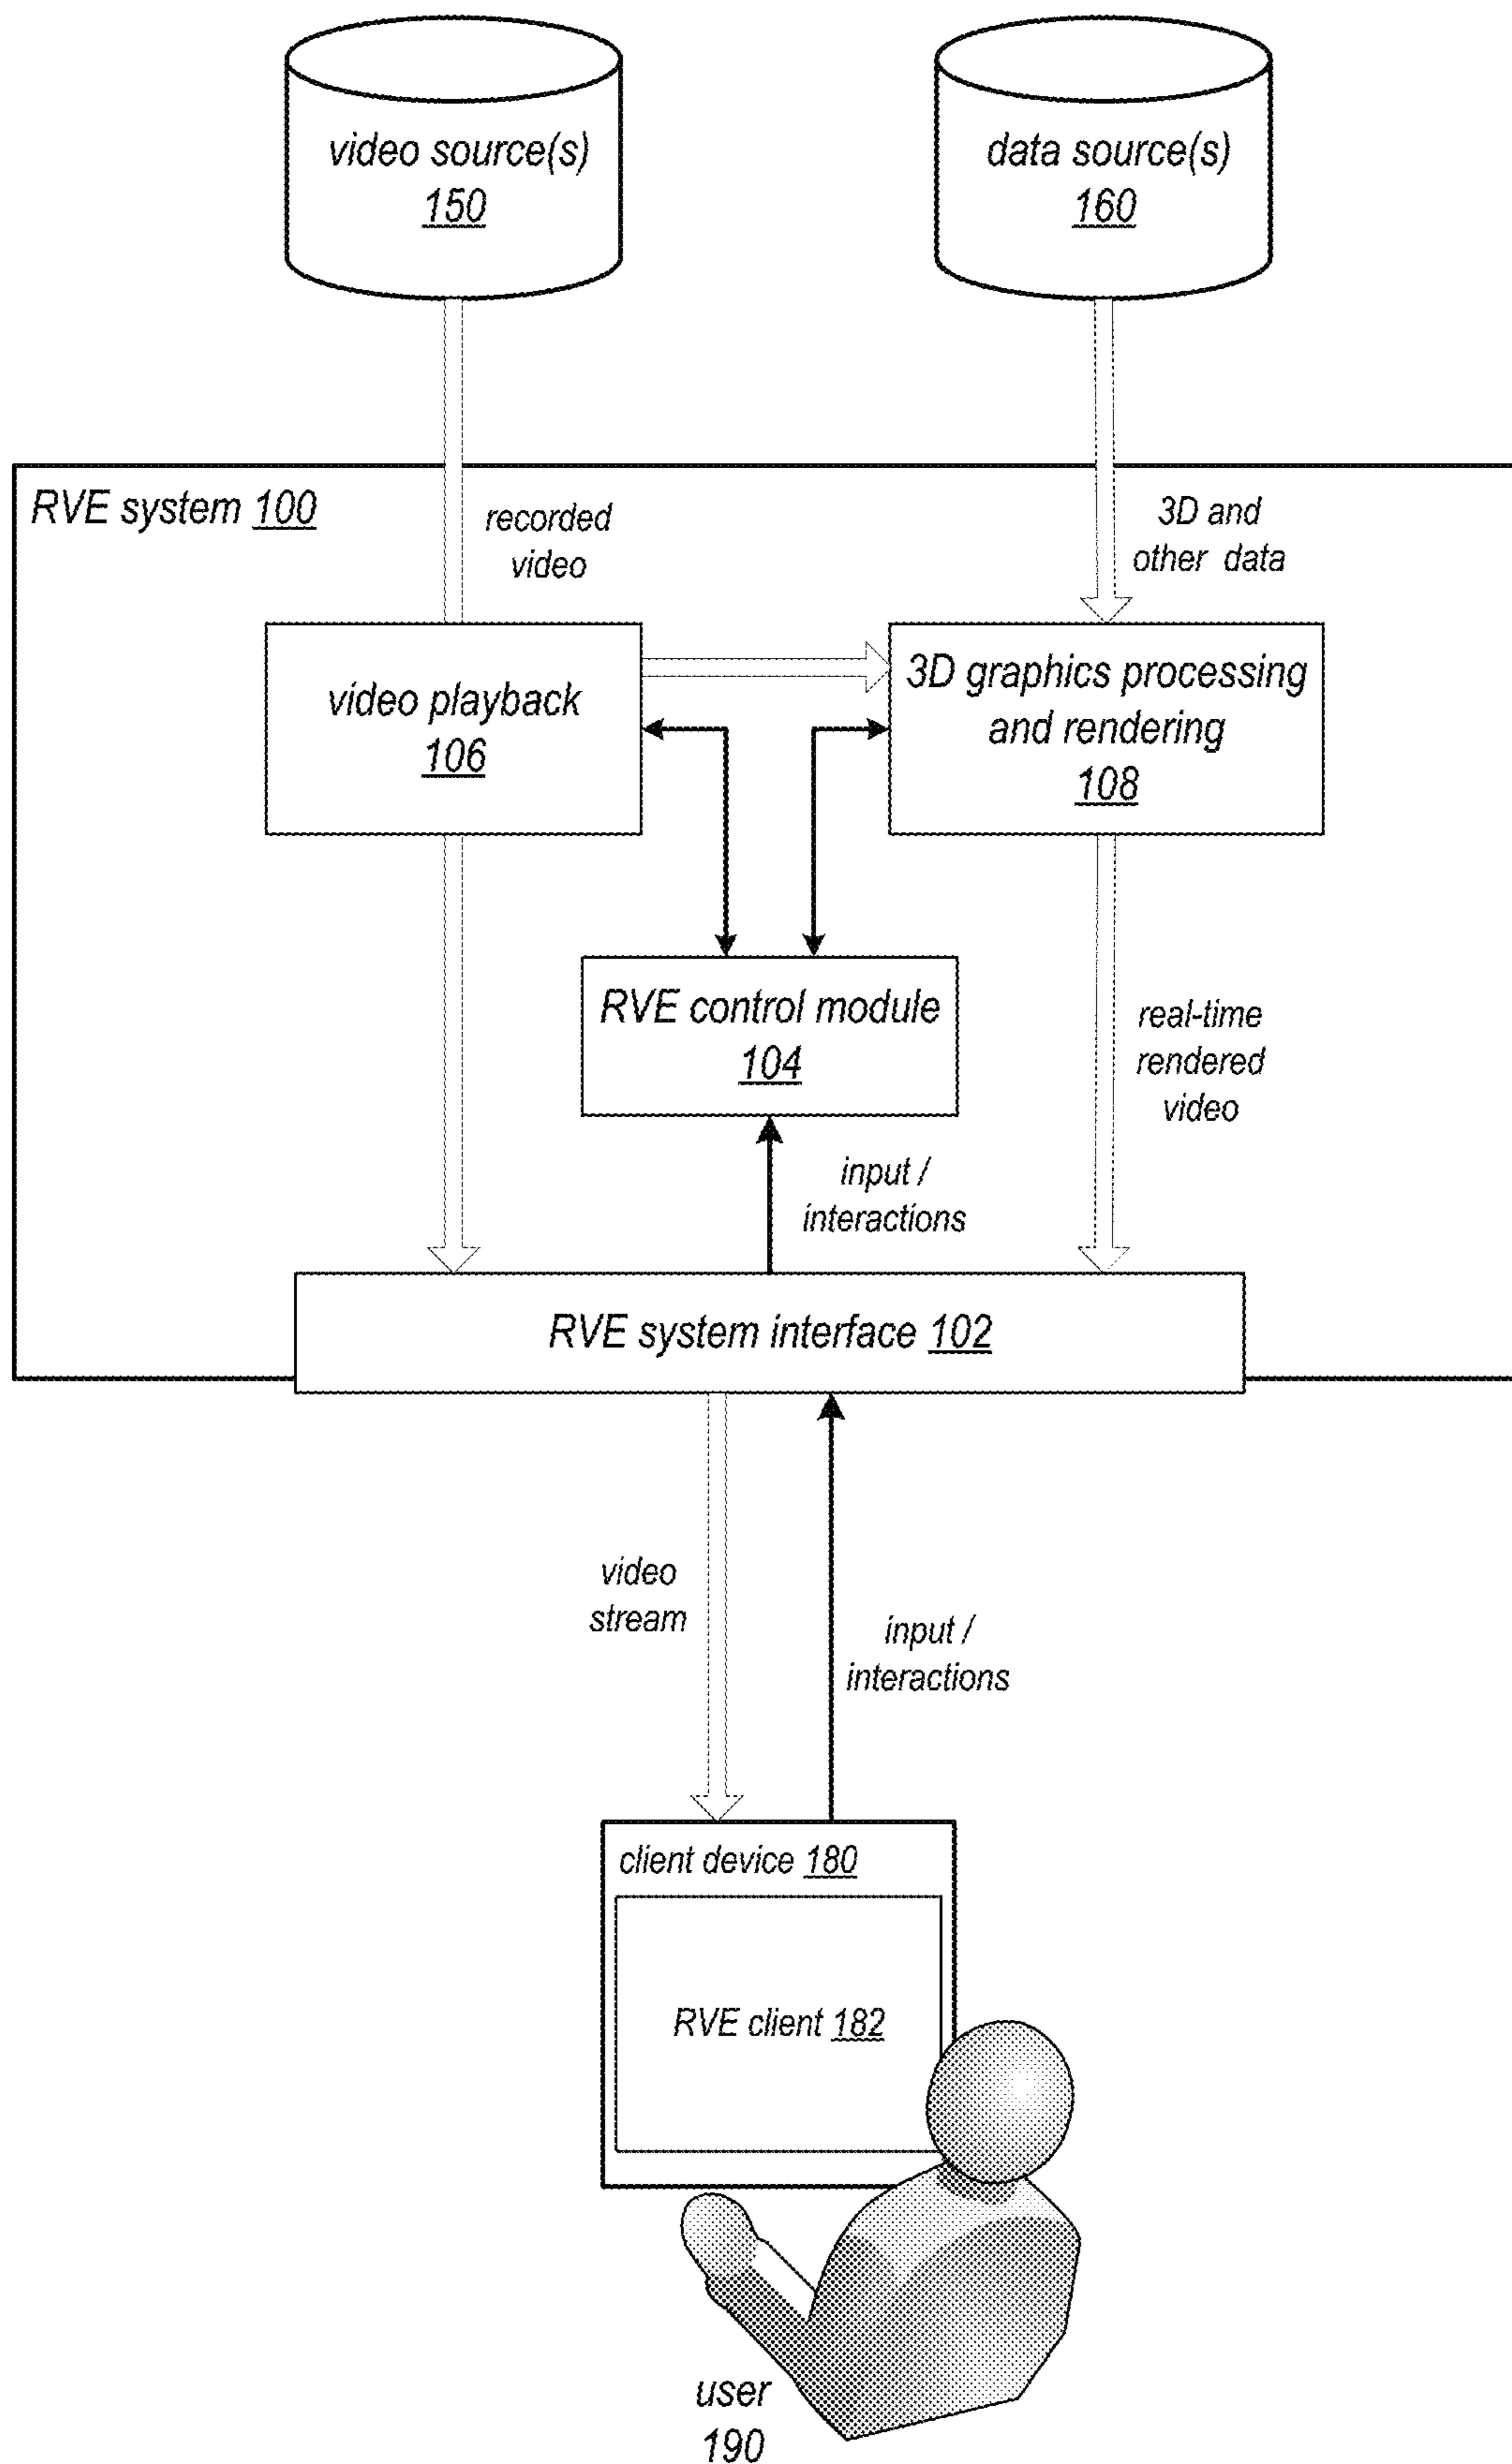 video source(s)
150
data source(s)
160
RVE system 100
recorded
video
3D and
other data
video playback
106
3D graphics processing
and rendering
108
RVE control module
104
real-time
rendered
video
input /
interactions
RVE system interface 102
video
stream
input /
interactions
client device 180
RVE client 182
user
190